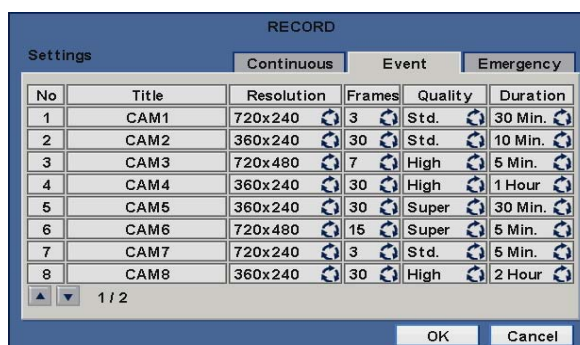 RECORD
Settings Continuous Event Emergency
No Title Resolution Frames Quality Duration
1 CAM1 720x240 3 Std. 30 Min.
2 CAM2 360x240 30 Std. 10 Min.
3 CAM3 720x480 7 High 5 Min.
4 CAM4 360x240 30 High 1 Hour
5 CAM5 360x240 30 Super 30 Min.
6 CAM6 720x480 15 Super 5 Min.
7 CAM7 720x240 3 Std. 5 Min.
8 CAM8 360x240 30 High 2 Hour
1 / 2
OK Cancel